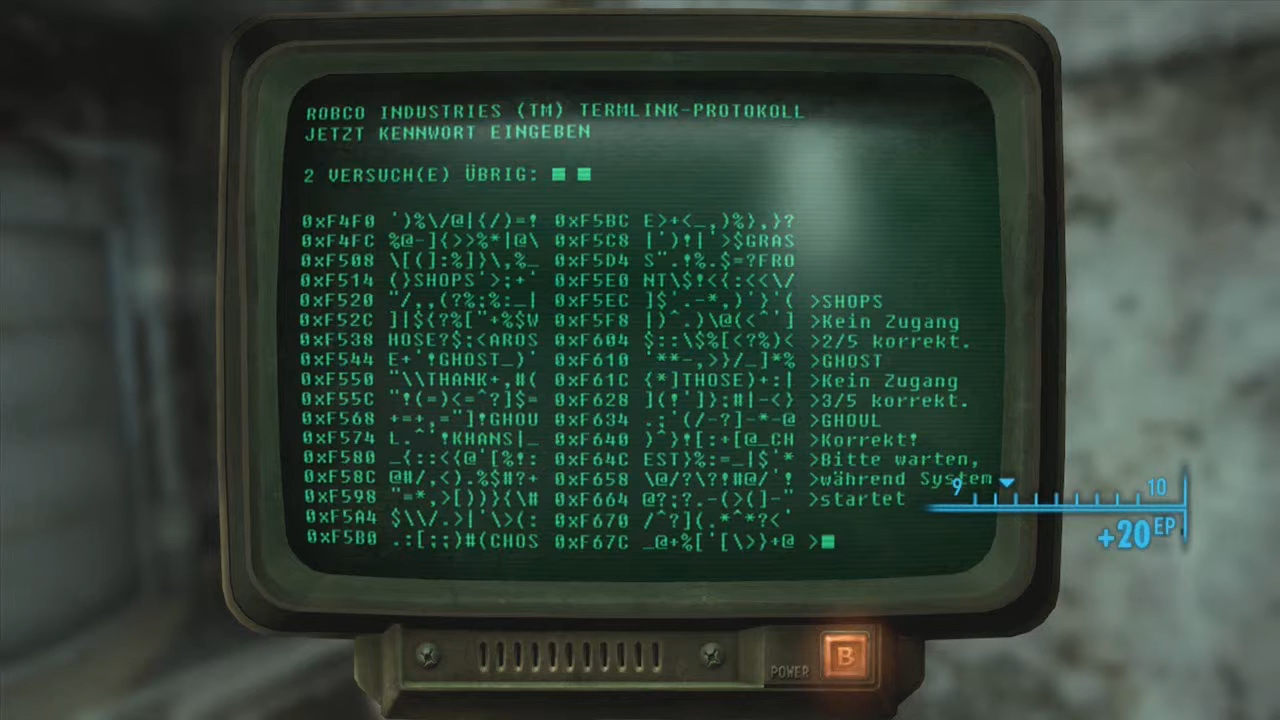 ROBCO INDUSTRIES (TM) TERMLINK-PROTOKOLL
JETZT KENNWORT EINGEBEN
2 VERSUCH(E) ÜBRIG: ■ ■
0xF4F0 ')%\/@|{/)=! 0xF5BC E>+<_,)%},}?
0xF4FC %@-]{>>%*|@\ 0xF5C8 |')!|'>$GRAS
0xF508 \[(]:%]}\,%_ 0xF5D4 S".!%.$=?FRO
0xF514 (}SHOPS'>;+' 0xF5E0 NT\$!<{:<<\/
0xF520 "/,,(?%;%:_| 0xF5EC ]$'.-*,)'}'( >SHOPS
0xF52C ]|${?%["+%$W 0xF5F8 |)^.)\@(<^'] >Kein Zugang
0xF538 HOSE?$;<AROS 0xF604 $::\$%[<?%)< >2/5 korrekt.
0xF544 E+'!GHOST_)' 0xF610 '**-,>}/_]*% >GHOST
0xF550 "\\THANK+,#( 0xF61C {*]THOSE)+:| >Kein Zugang
0xF55C "!(=)<=^?]$= 0xF628 ](!']}:#|-<} >3/5 korrekt.
0xF568 +=+,="]!GHOU 0xF634 .;'(/-?]-*-@ >GHOUL
0xF574 L.^^!KHANS|_ 0xF640 )^}![:+[@_CH >Korrekt!
0xF580 _{::<{@'[%!: 0xF64C EST}%:=_|$'* >Bitte warten,
0xF58C @#/,<).%$#?+ 0xF658 \@/?\?!#@/'! >während System
0xF598 "=*,>[))}{\# 0xF664 @?;?.-(>(]-" >startet
0xF5A4 $\\/.>|'\>(: 0xF670 /^?](.*^*?<'
0xF5B0 .:[;;)#(CHOS 0xF67C _@+%['[\>}+@ >■
9 10
+20 EP
POWER B